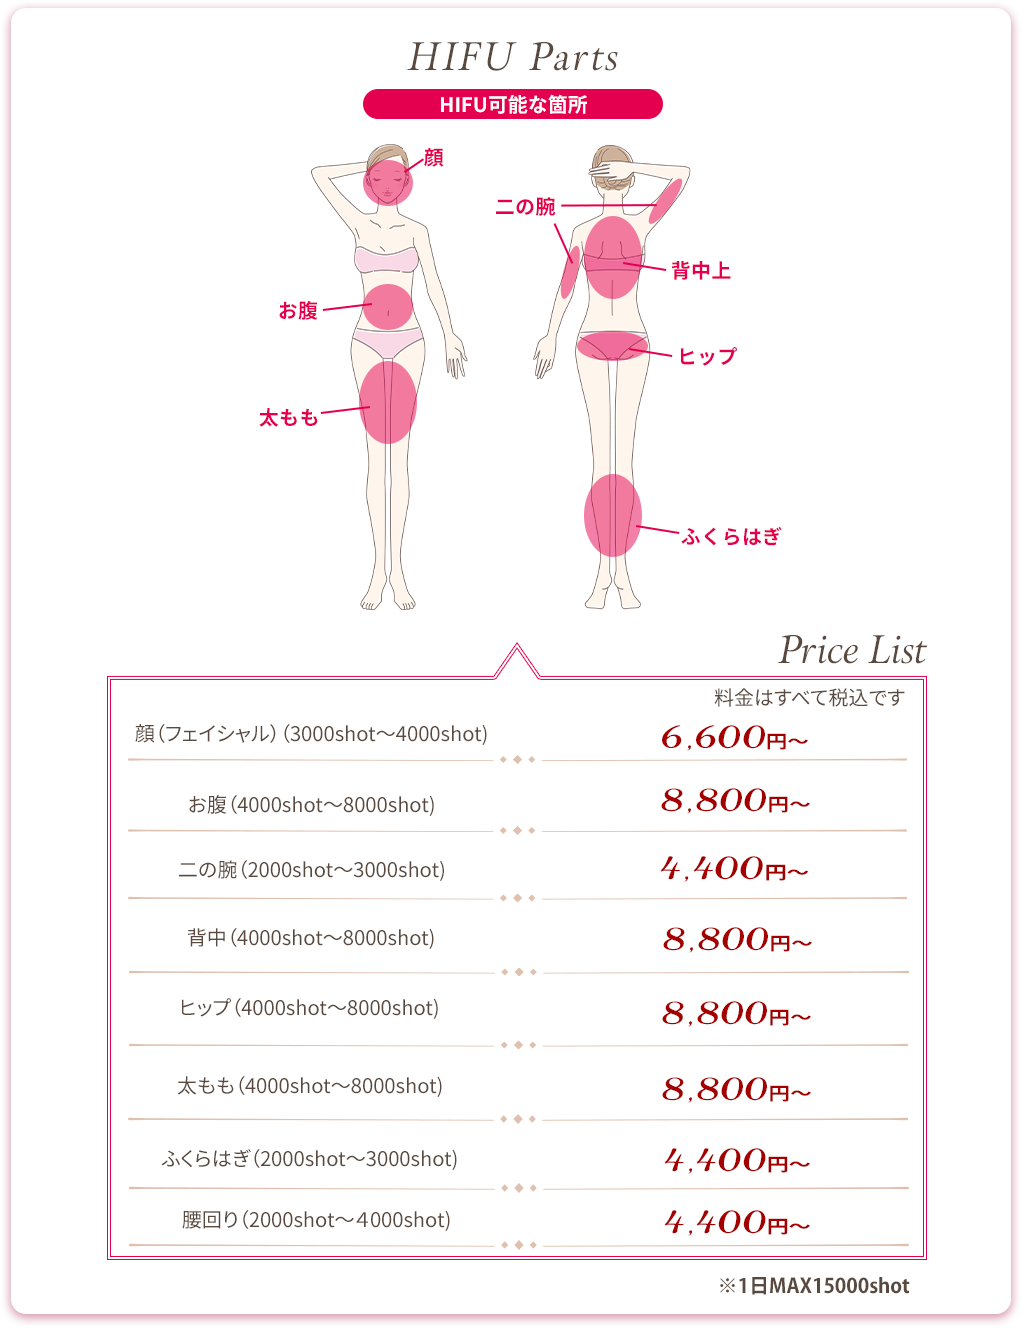 HIFU Parts
HIFU可能な箇所
顔
二の腕
背中上
お腹
ヒップ
太もも
ふくらはぎ
Price List
料金はすべて税込です
顔（フェイシャル）（3000shot～4000shot) 6,600円～
お腹（4000shot～8000shot) 8,800円～
二の腕（2000shot～3000shot) 4,400円～
背中（4000shot～8000shot) 8,800円～
ヒップ（4000shot～8000shot) 8,800円～
太もも（4000shot～8000shot) 8,800円～
ふくらはぎ（2000shot～3000shot) 4,400円～
腰回り（2000shot～４000shot) 4,400円～
※1日MAX15000shot